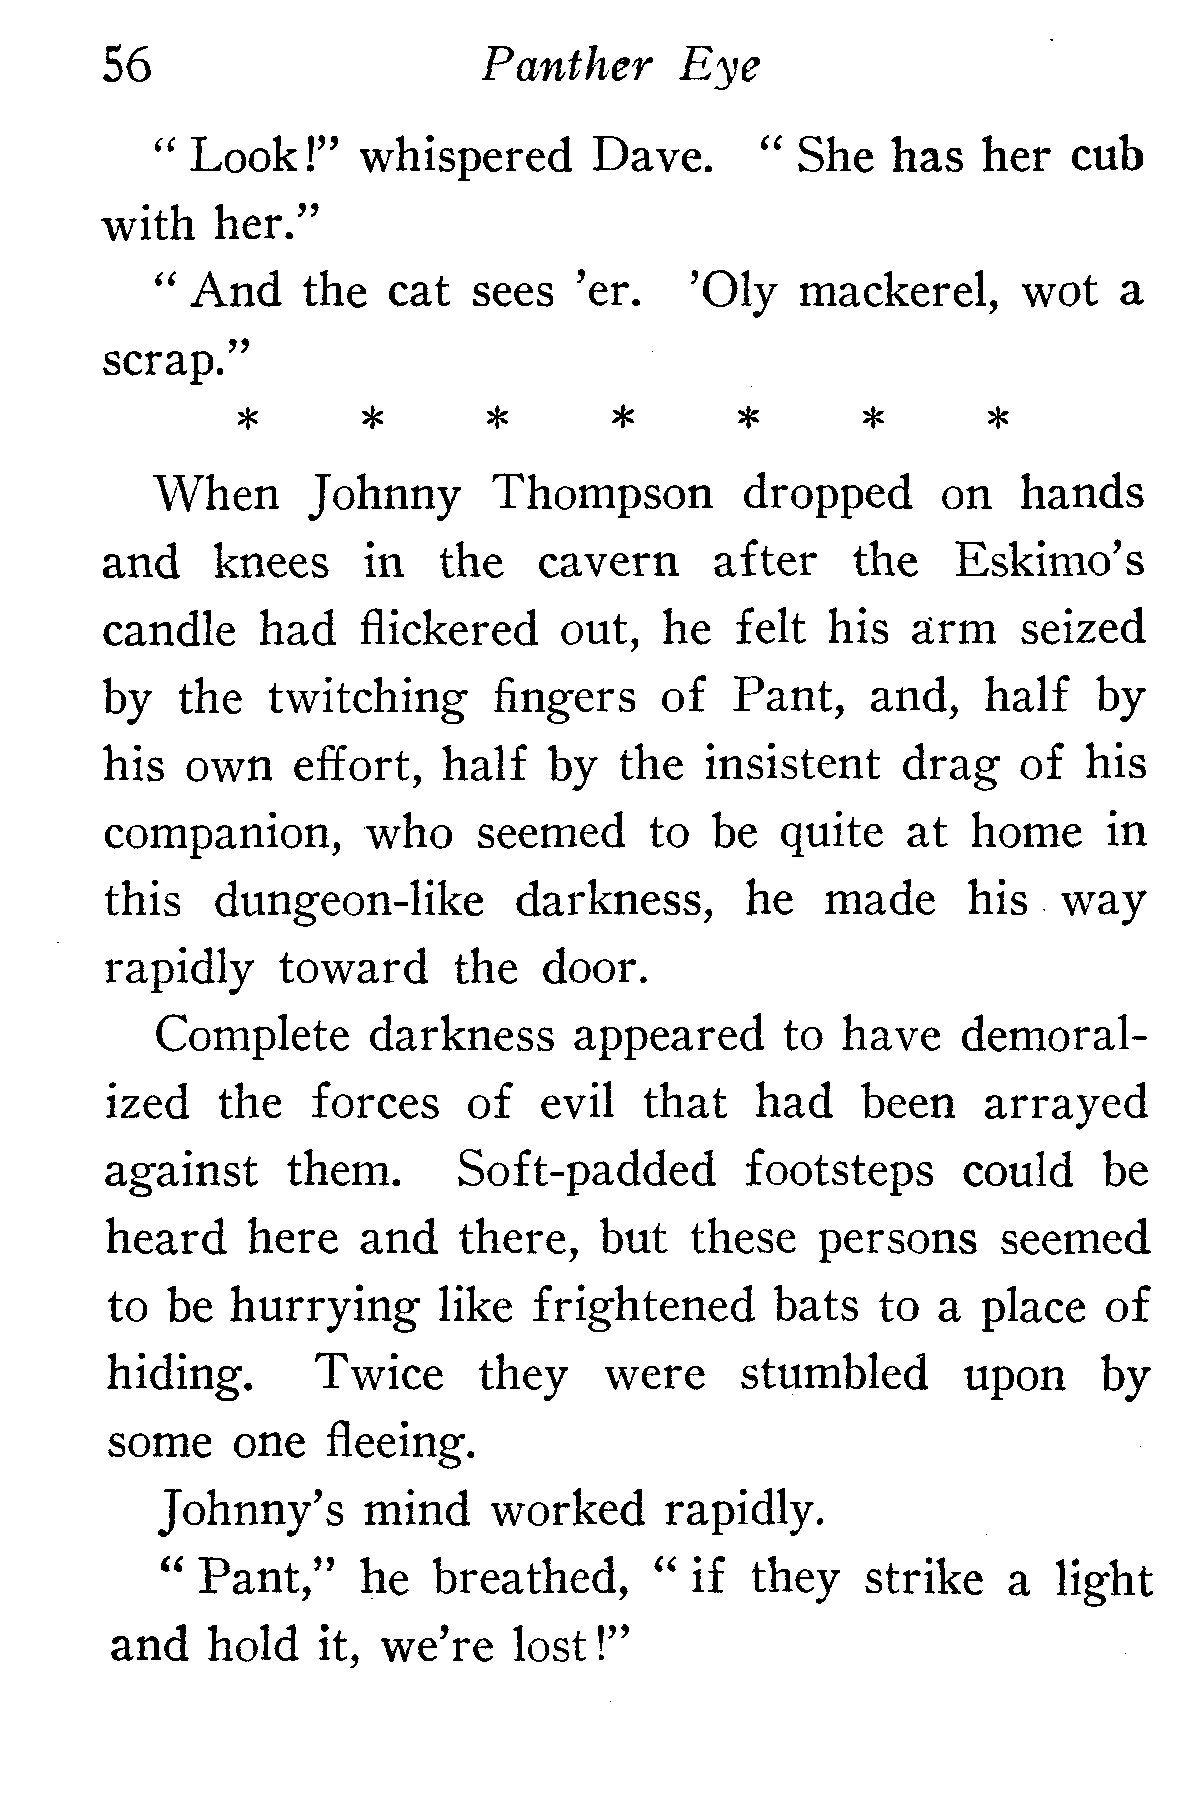 56 Panther Eye
“ Look!” whispered Dave. “ She has her cub
with her.”
“ And the cat sees ’er. ’Oly mackerel, wot a
scrap.”
* * * * * * *
When Johnny Thompson dropped on hands
and knees in the cavern after the Eskimo’s
candle had flickered out, he felt his arm seized
by the twitching fingers of Pant, and, half by
his own effort, half by the insistent drag of his
companion, who seemed to be quite at home in
this dungeon-like darkness, he made his way
rapidly toward the door.
Complete darkness appeared to have demoral-
ized the forces of evil that had been arrayed
against them. Soft-padded footsteps could be
heard here and there, but these persons seemed
to be hurrying like frightened bats to a place of
hiding. Twice they were stumbled upon by
some one fleeing.
Johnny’s mind worked rapidly.
“ Pant,” he breathed, “ if they strike a light
and hold it, we’re lost!”